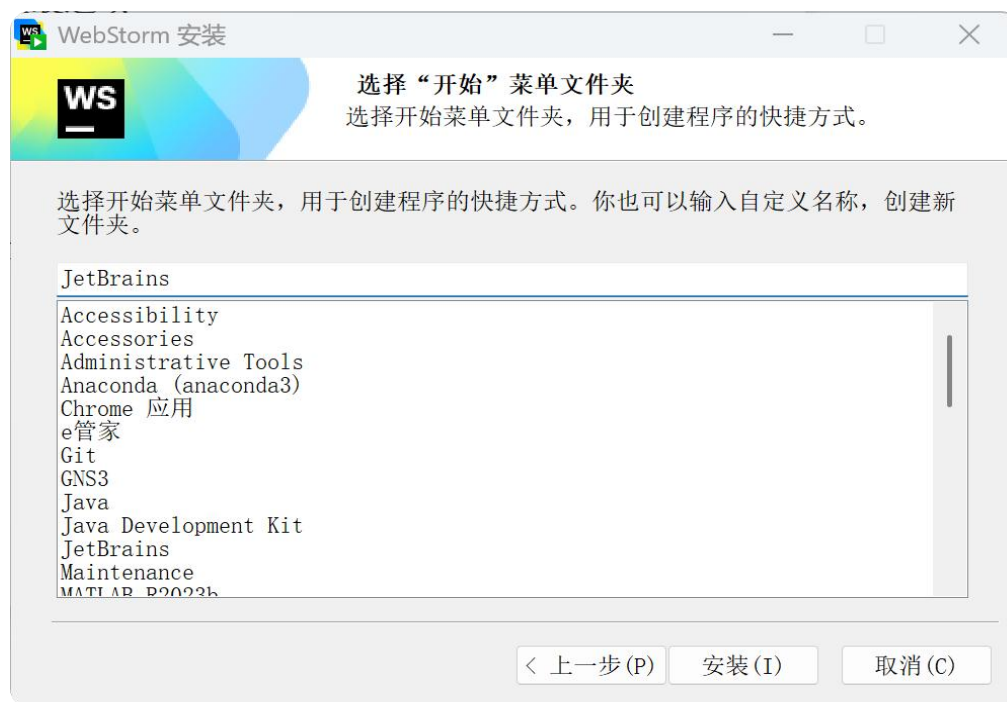 WebStorm 安装
WS
选择“开始”菜单文件夹
选择开始菜单文件夹，用于创建程序的快捷方式。
选择开始菜单文件夹，用于创建程序的快捷方式。你也可以输入自定义名称，创建新
文件夹。
JetBrains
Accessibility
Accessories
Administrative Tools
Anaconda (anaconda3)
Chrome 应用
e管家
Git
GNS3
Java
Java Development Kit
JetBrains
Maintenance
MATLAB R2023b
< 上一步(P)
安装(I)
取消(C)